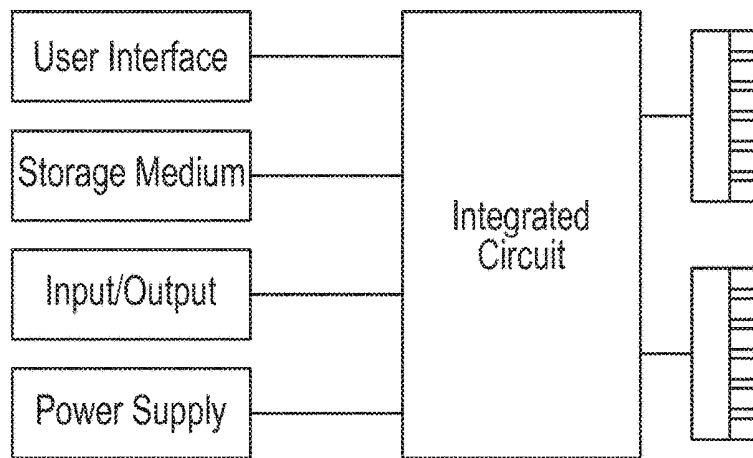 User Interface
Storage Medium
Input/Output
Power Supply
Integrated
Circuit